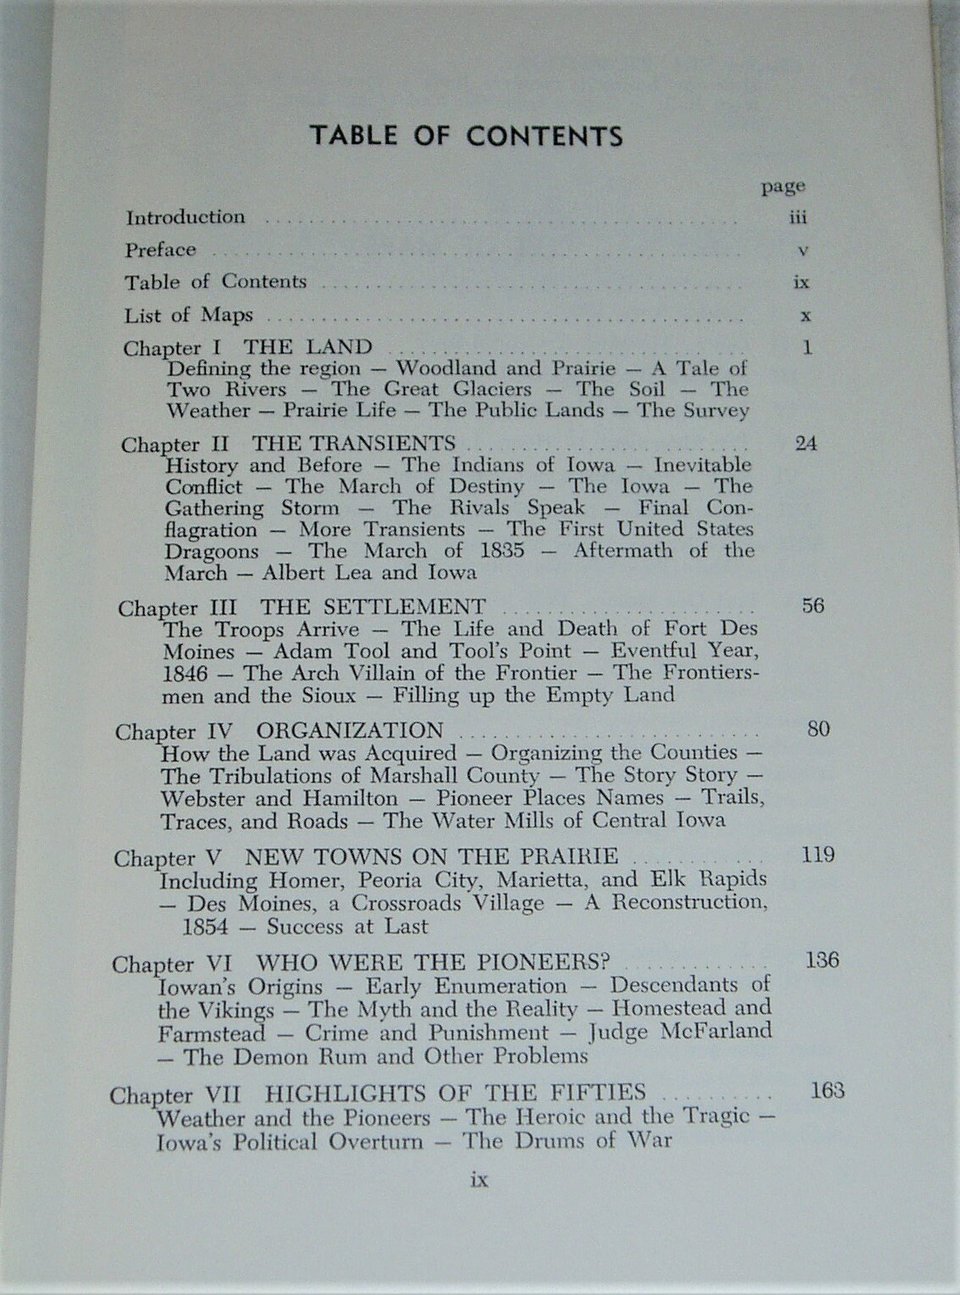 TABLE OF CONTENTS
page
Introduction . . . . . . . . . . . . . . . . . . . . iii
Preface . . . . . . . . . . . . . . . . . . . . v
Table of Contents . . . . . . . . . . . . . . . . . . . . ix
List of Maps . . . . . . . . . . . . . . . . . . . . x
Chapter I THE LAND . . . . . . . . . . . . . . . . . . . . 1
Defining the region — Woodland and Prairie — A Tale of
Two Rivers — The Great Glaciers — The Soil — The
Weather — Prairie Life — The Public Lands — The Survey
Chapter II THE TRANSIENTS . . . . . . . . . . . . . . . . . . . . 24
History and Before — The Indians of Iowa — Inevitable
Conflict — The March of Destiny — The Iowa — The
Gathering Storm — The Rivals Speak — Final Con-
flagration — More Transients — The First United States
Dragoons — The March of 1835 — Aftermath of the
March — Albert Lea and Iowa
Chapter III THE SETTLEMENT . . . . . . . . . . . . . . . . . . . . 56
The Troops Arrive — The Life and Death of Fort Des
Moines — Adam Tool and Tool's Point — Eventful Year,
1846 — The Arch Villain of the Frontier — The Frontiers-
men and the Sioux — Filling up the Empty Land
Chapter IV ORGANIZATION . . . . . . . . . . . . . . . . . . . . 80
How the Land was Acquired — Organizing the Counties —
The Tribulations of Marshall County — The Story Story —
Webster and Hamilton — Pioneer Places Names — Trails,
Traces, and Roads — The Water Mills of Central Iowa
Chapter V NEW TOWNS ON THE PRAIRIE . . . . . . . . . . . 119
Including Homer, Peoria City, Marietta, and Elk Rapids
— Des Moines, a Crossroads Village — A Reconstruction,
1854 — Success at Last
Chapter VI WHO WERE THE PIONEERS? . . . . . . . . . . . . 136
Iowan's Origins — Early Enumeration — Descendants of
the Vikings — The Myth and the Reality — Homestead and
Farmstead — Crime and Punishment — Judge McFarland
— The Demon Rum and Other Problems
Chapter VII HIGHLIGHTS OF THE FIFTIES . . . . . . . . . . 163
Weather and the Pioneers — The Heroic and the Tragic —
Iowa's Political Overturn — The Drums of War
ix